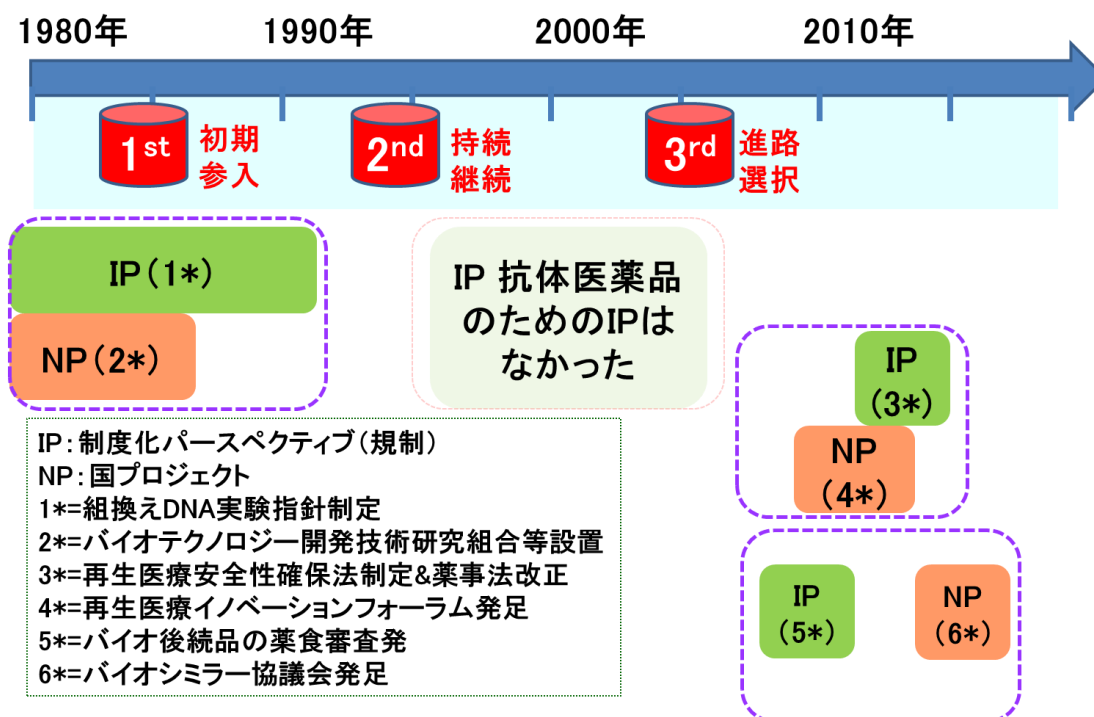 1980年 1990年 2000年 2010年
1st
初期
参入
2nd
持続
継続
3rd
進路
選択
IP(1*)
NP(2*)
IP 抗体医薬品
のためのIPは
なかった
IP
(3*)
NP
(4*)
IP
(5*)
NP
(6*)
IP:制度化パースペクティブ(規制)
NP:国プロジェクト
1*=組換えDNA実験指針制定
2*=バイオテクノロジー開発技術研究組合等設置
3*=再生医療安全性確保法制定&薬事法改正
4*=再生医療イノベーションフォーラム発足
5*=バイオ後続品の薬食審査発
6*=バイオシミラー協議会発足